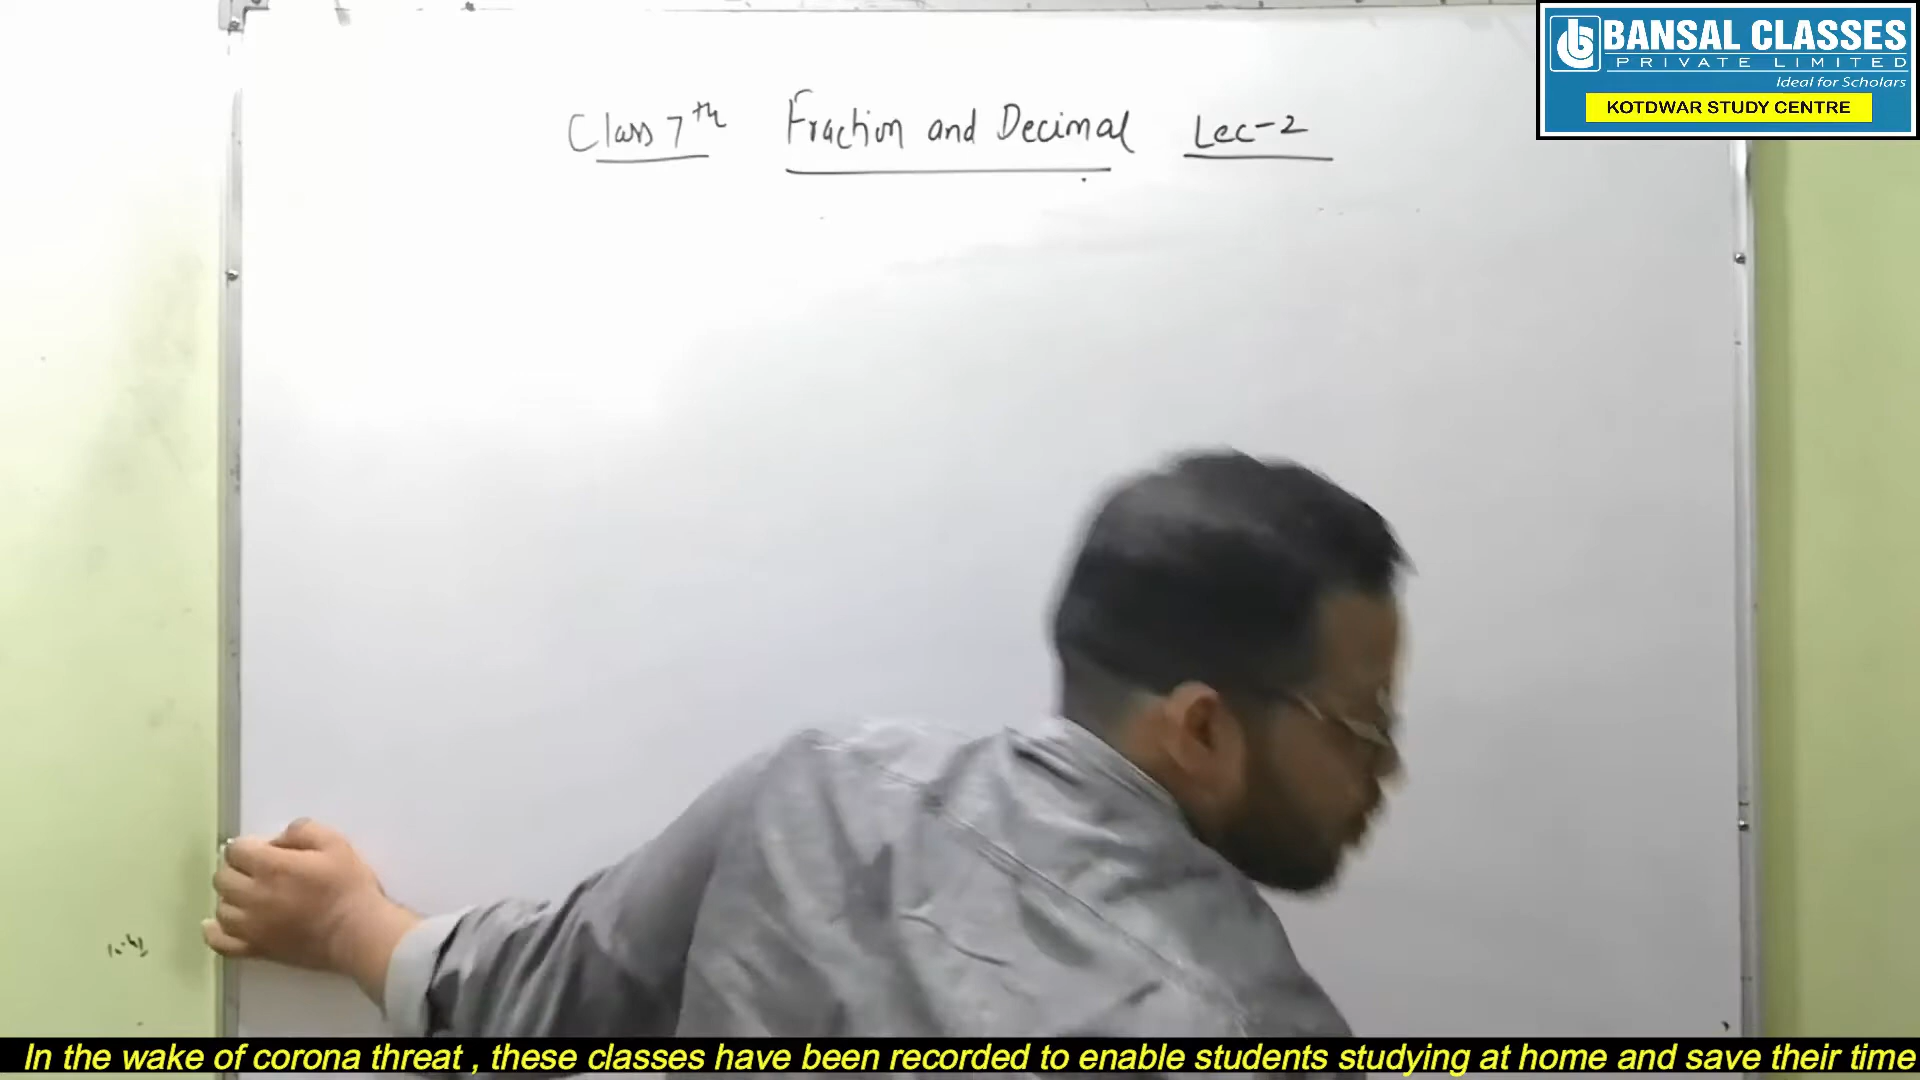 BANSAL CLASSES
PRIVATE LIMITED
Ideal for Scholars
KOTDWAR STUDY CENTRE
Class 7th Fraction and Decimal Lec-2
In the wake of corona threat , these classes have been recorded to enable students studying at home and save their time